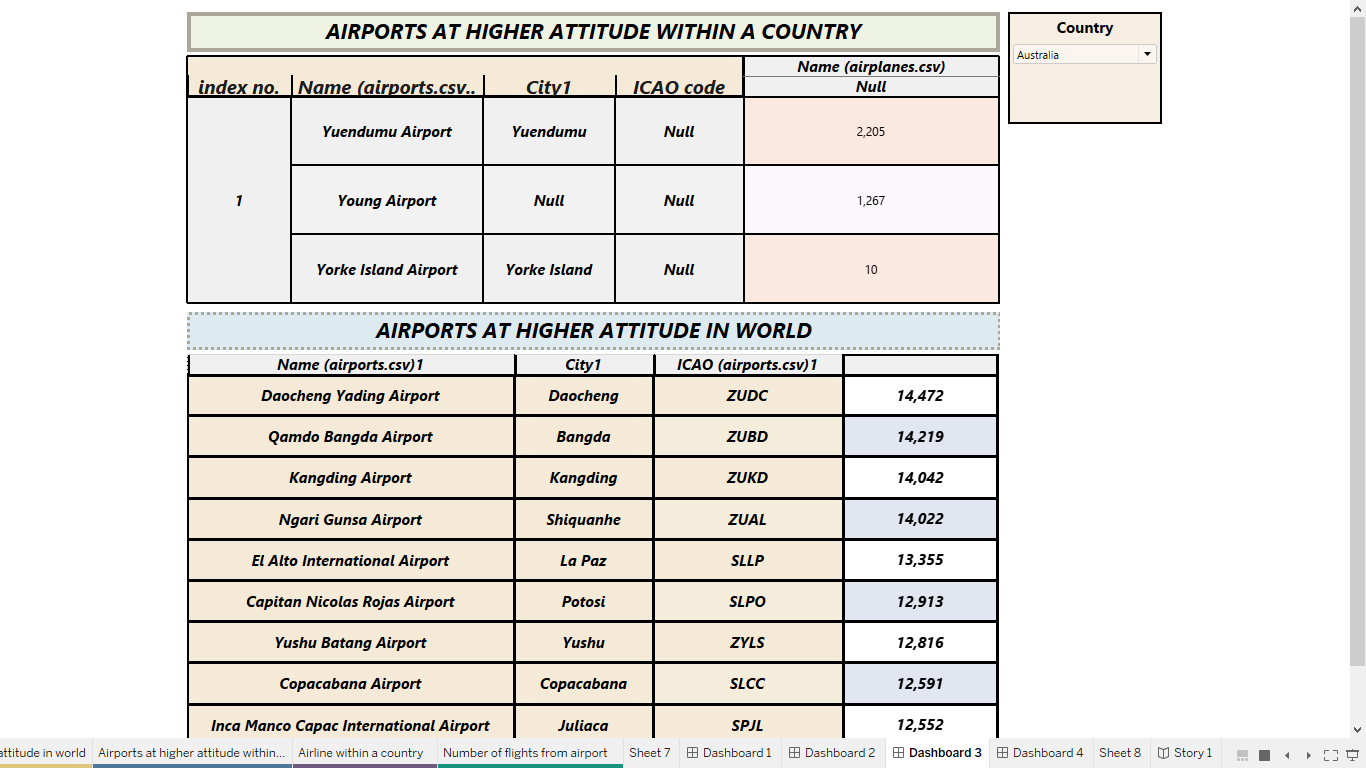 AIRPORTS AT HIGHER ATTITUDE WITHIN A COUNTRY
Country
Australia
Name (airplanes.csv)
index no. Name (airports.csv.. City1 ICAO code Null
1
Yuendumu Airport Yuendumu Null 2,205
Young Airport Null Null 1,267
Yorke Island Airport Yorke Island Null 10
AIRPORTS AT HIGHER ATTITUDE IN WORLD
Name (airports.csv)1 City1 ICAO (airports.csv)1
Daocheng Yading Airport Daocheng ZUDC 14,472
Qamdo Bangda Airport Bangda ZUBD 14,219
Kangding Airport Kangding ZUKD 14,042
Ngari Gunsa Airport Shiquanhe ZUAL 14,022
El Alto International Airport La Paz SLLP 13,355
Capitan Nicolas Rojas Airport Potosi SLPO 12,913
Yushu Batang Airport Yushu ZYLS 12,816
Copacabana Airport Copacabana SLCC 12,591
Inca Manco Capac International Airport Juliaca SPJL 12,552
attitude in world Airports at higher attitude within... Airline within a country Number of flights from airport Sheet 7 Dashboard 1 Dashboard 2 Dashboard 3 Dashboard 4 Sheet 8 Story 1